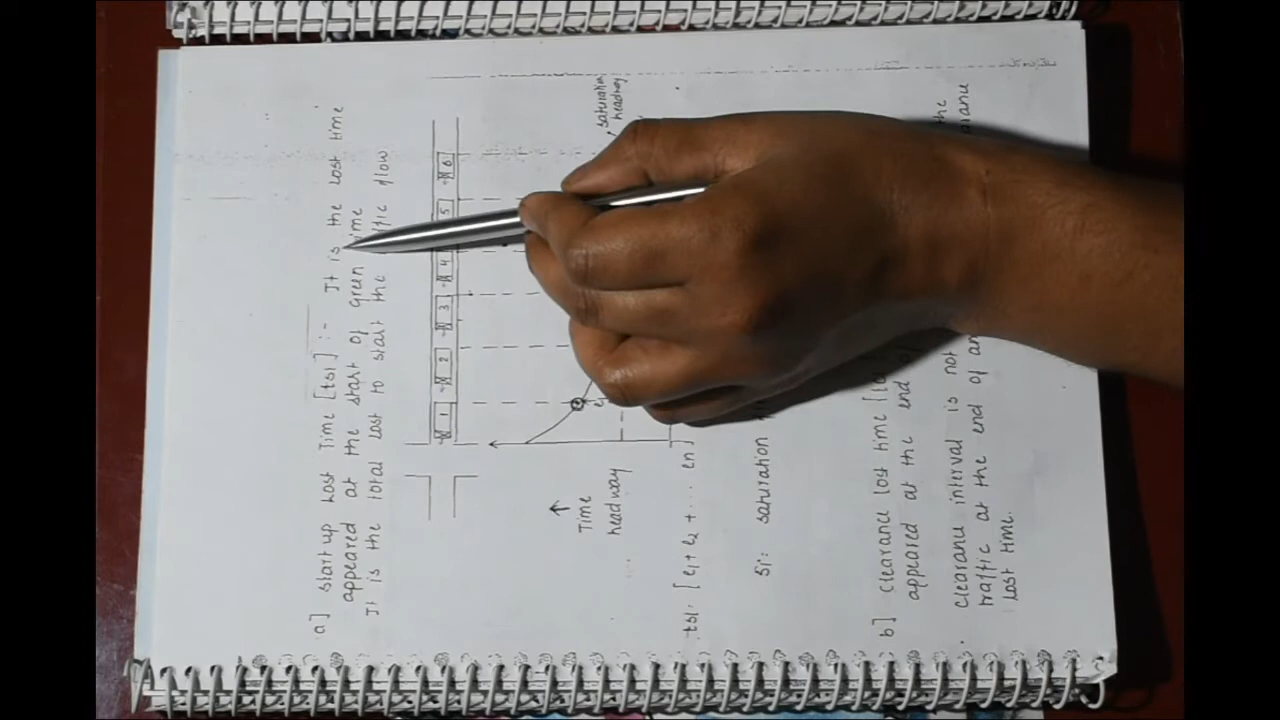 a] Start up Lost Time [tsl] :- It is the Lost time
appeared at the start of Green time
It is the total Lost to start the flow
1 2 3 4 5 6
saturation
headway
↑
Time
headway
e1
tsl: [e1 + e2 + ... en]
Si: saturation
b] Clearance lost time
appeared at the end of the
clearance interval is not
traffic at the end of
Lost time.